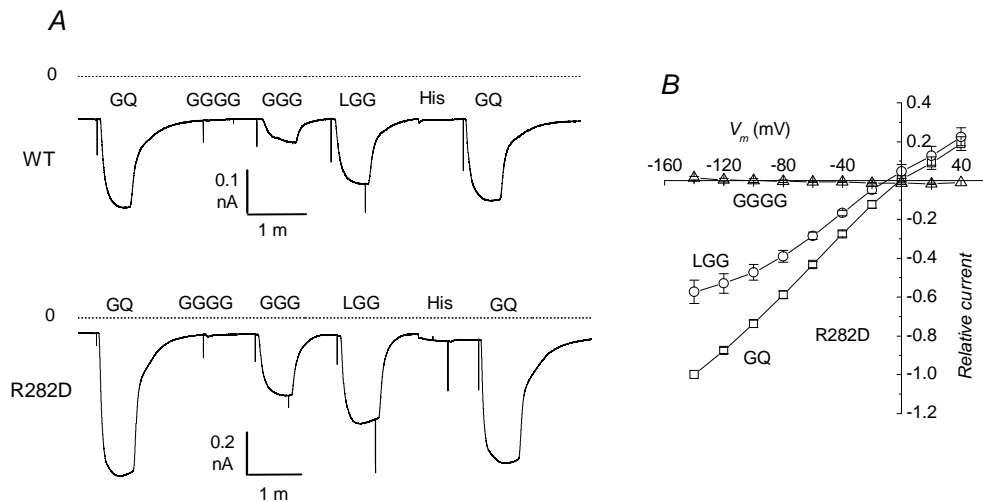 A
0
GQ GGGG GGG LGG His GQ
WT
0.1
nA
1 m
0
GQ GGGG GGG LGG His GQ
R282D
0.2
nA
1 m
B
0.4
V_m (mV)
0.2
-160 -120 -80 -40 40
GGGG
-0.2
-0.4
LGG
-0.6
R282D
-0.8
GQ
-1.0
-1.2
Relative current